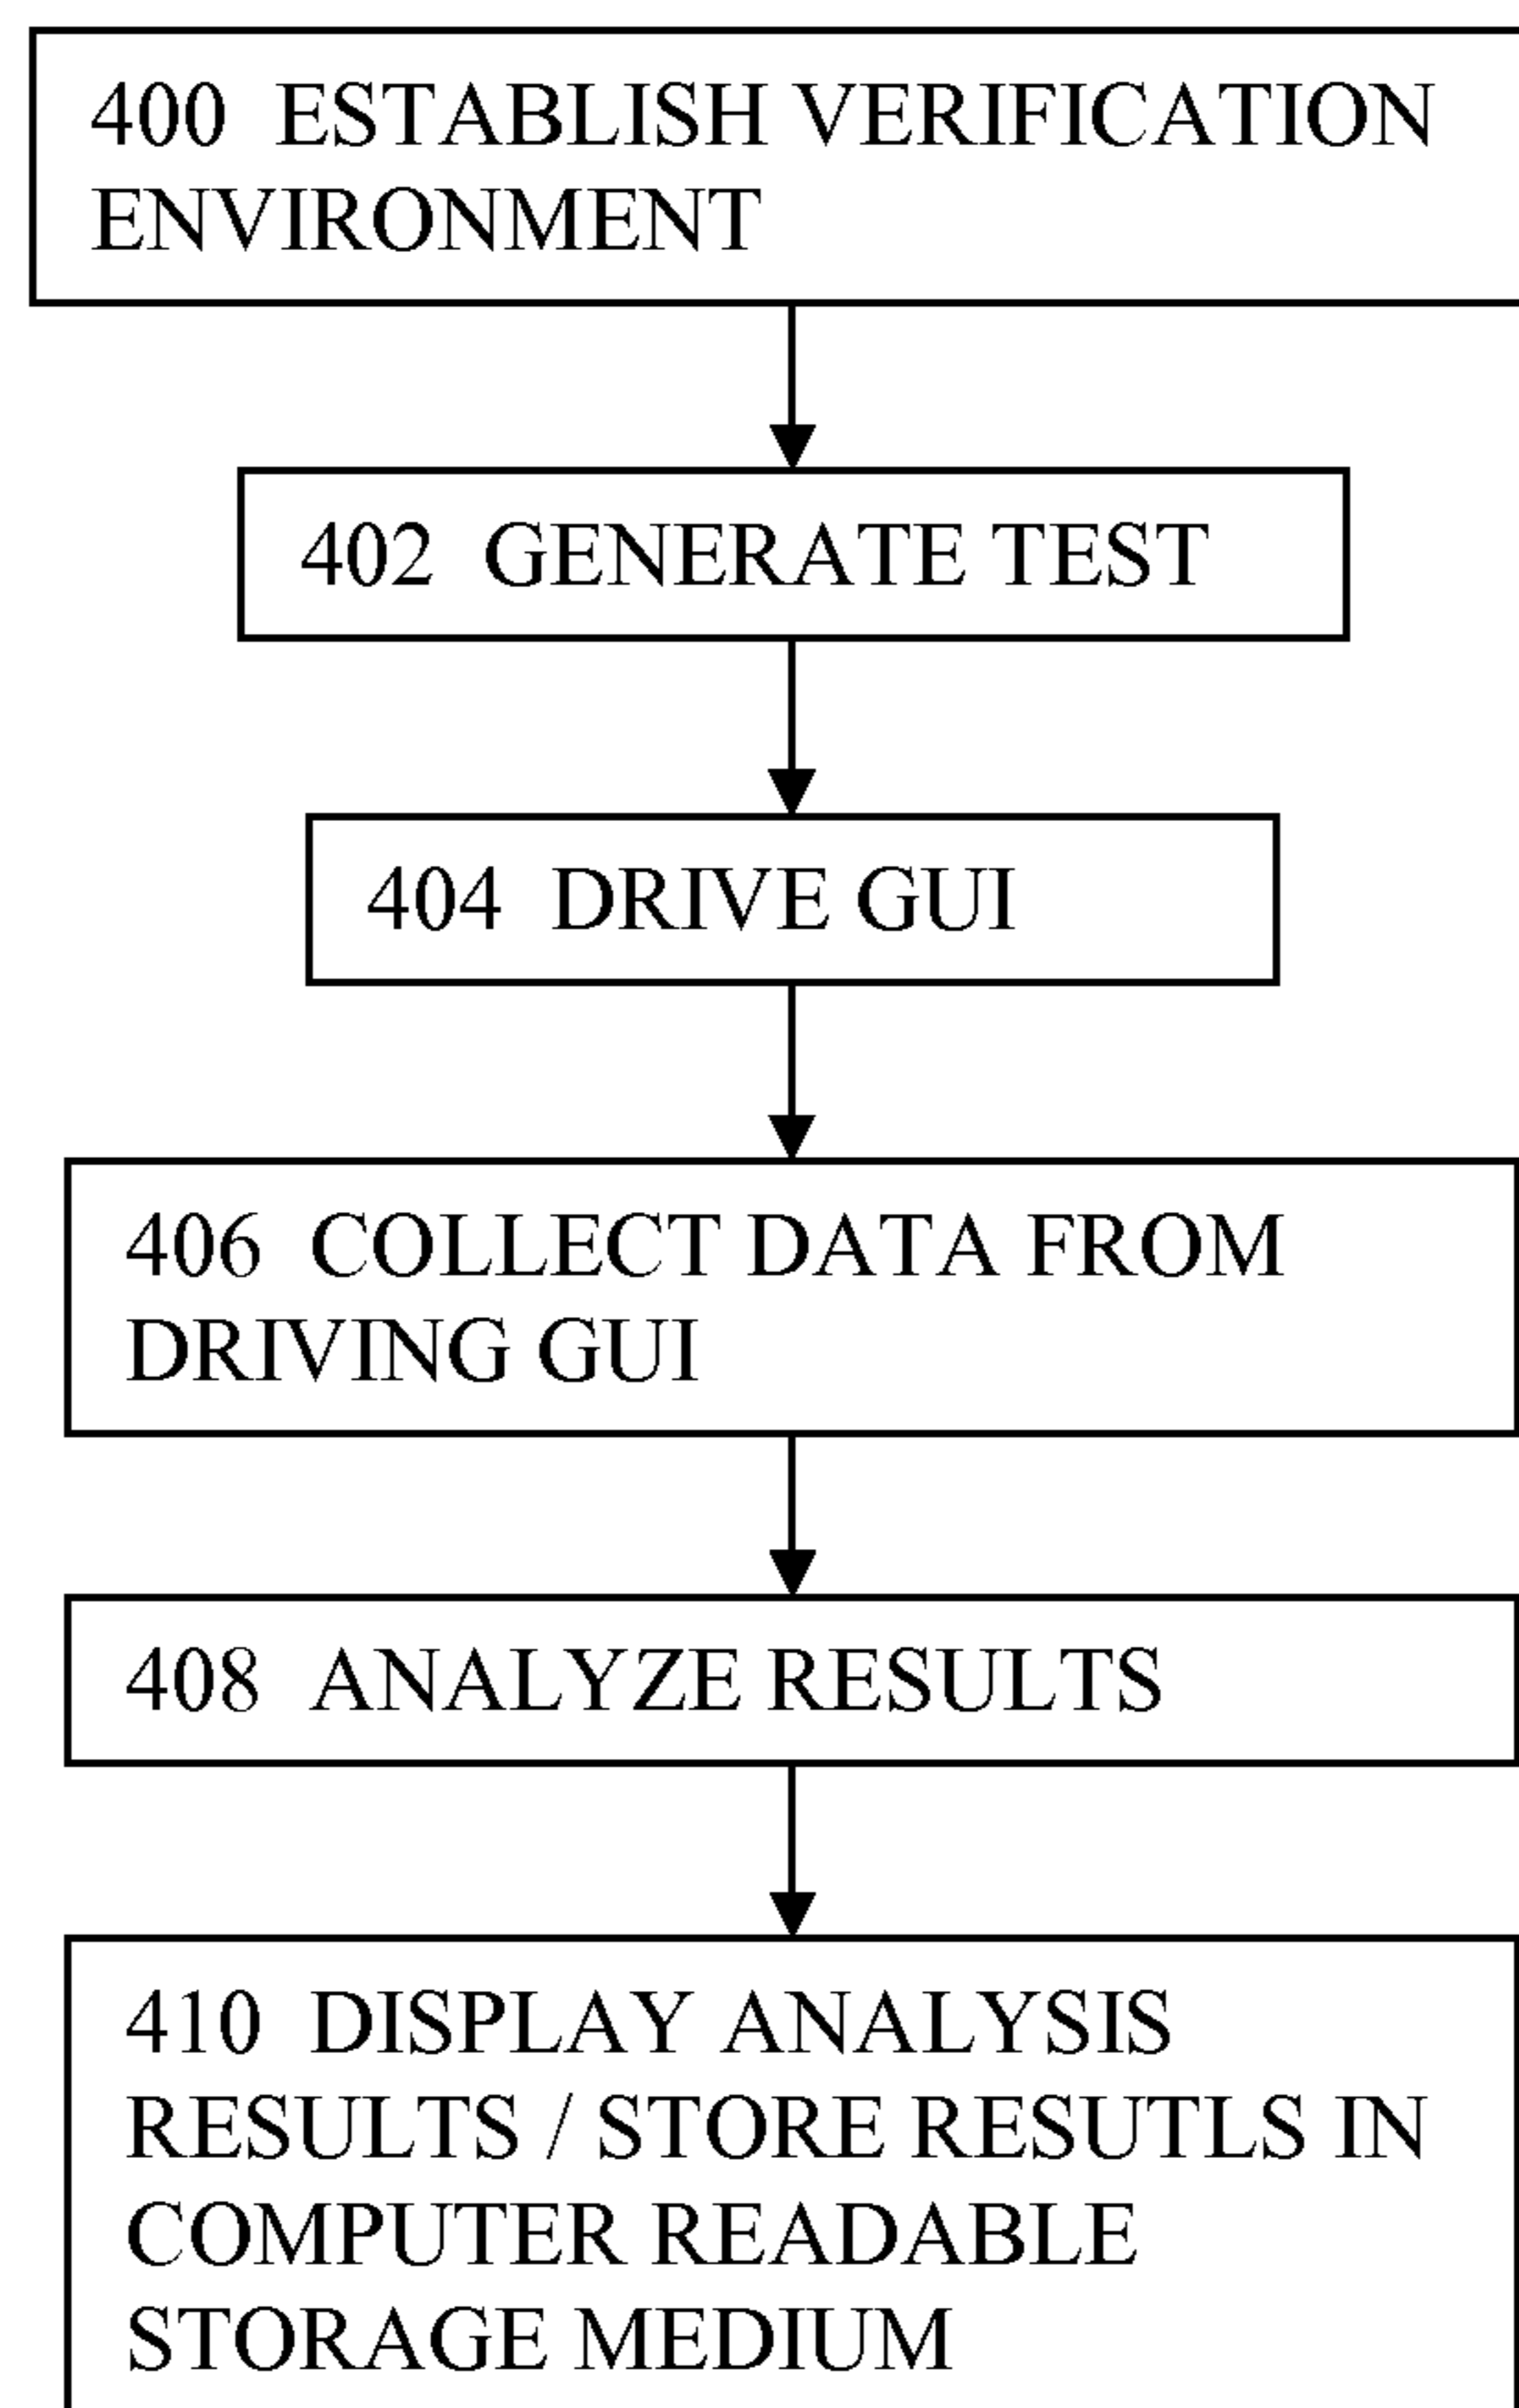 400 ESTABLISH VERIFICATION
ENVIRONMENT
402 GENERATE TEST
404 DRIVE GUI
406 COLLECT DATA FROM
DRIVING GUI
408 ANALYZE RESULTS
410 DISPLAY ANALYSIS
RESULTS / STORE RESUTLS IN
COMPUTER READABLE
STORAGE MEDIUM